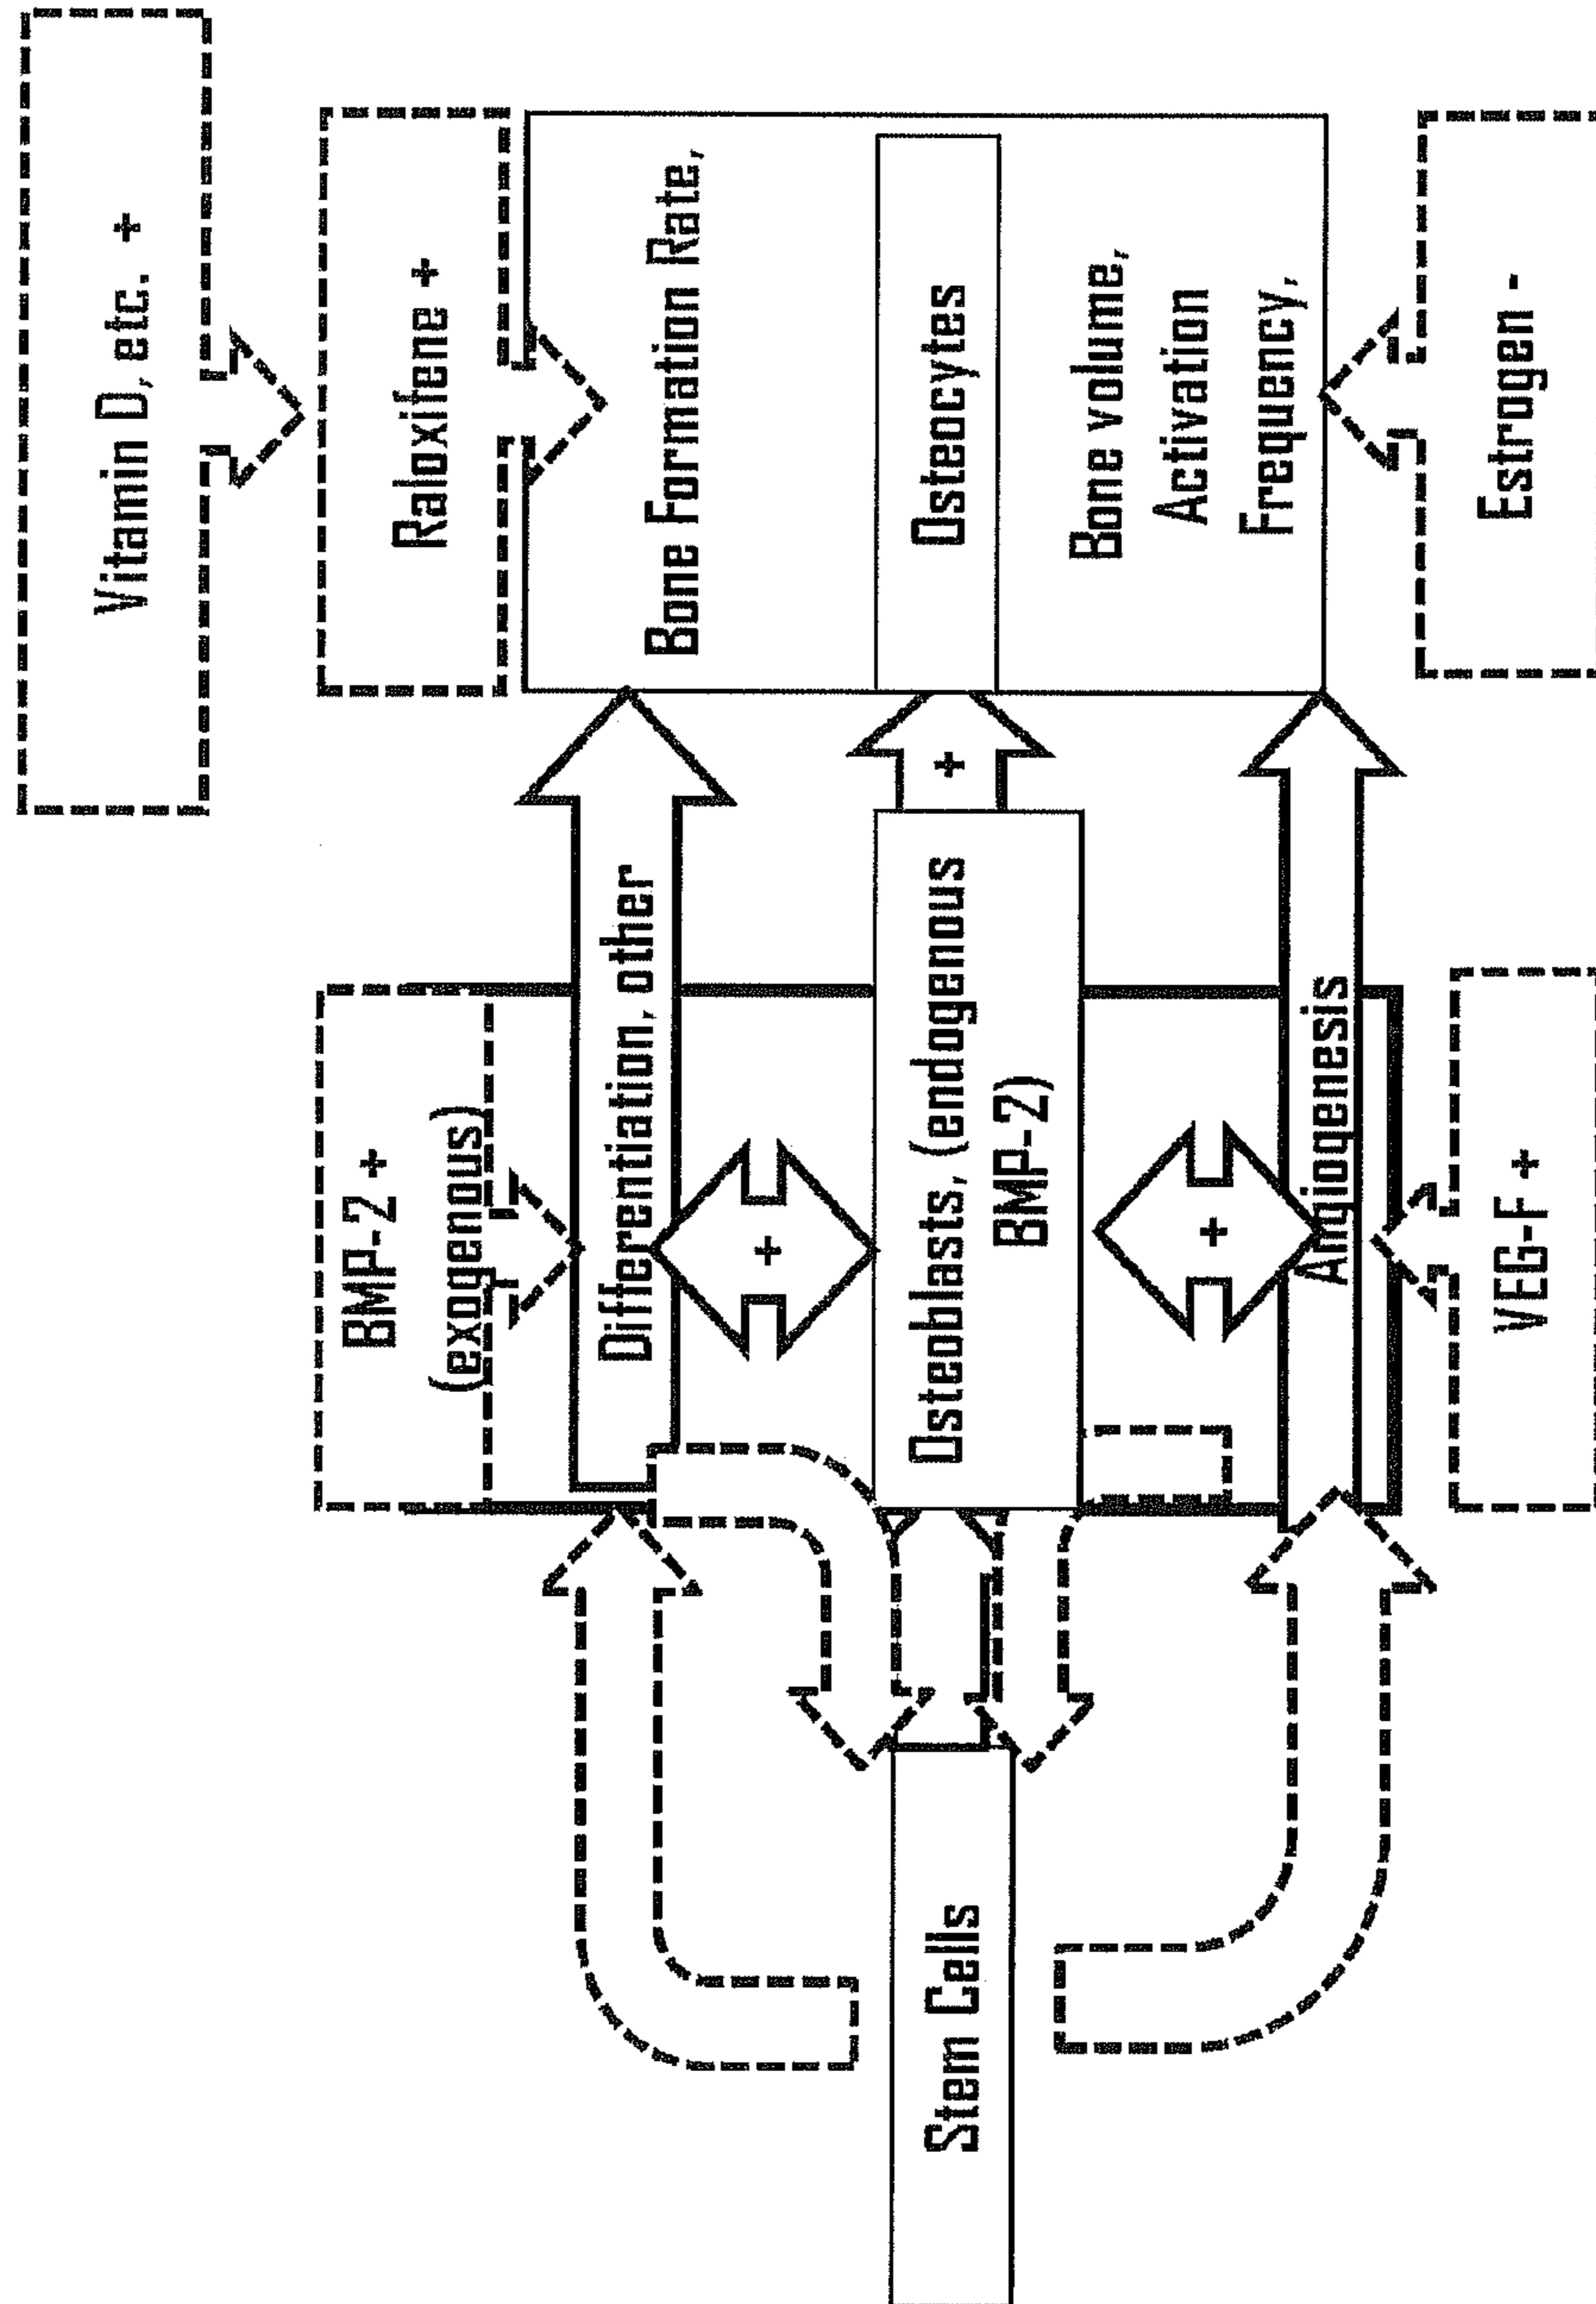 Vitamin D, etc. +
BMP-2 +
(exogenous)
Raloxifene +
Differentiation, other
Bone Formation Rate,
+
Stem Cells
Osteoblasts, (endogenous
BMP-2)
+
Osteocytes
Bone volume,
Activation
Frequency,
+
Angiogenesis
VEG-F +
Estrogen -